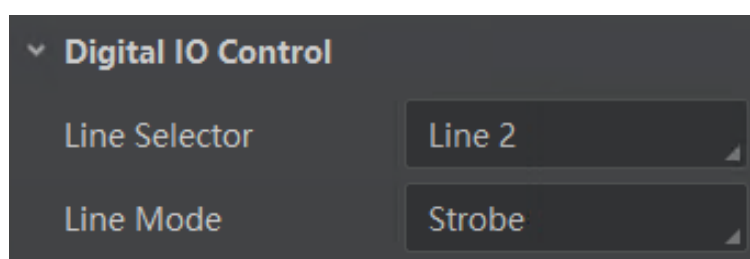 Digital IO Control
Line Selector Line 2
Line Mode Strobe